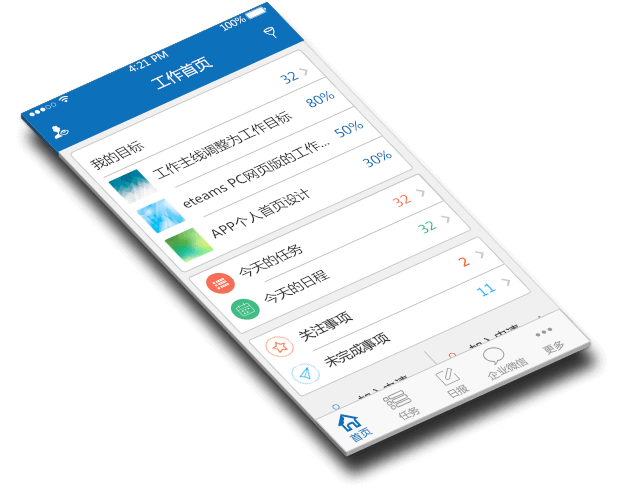 4:21 PM
100%
工作首页
我的目标
32
工作主线调整为工作目标
80%
eteams PC网页版的工作...
50%
APP个人首页设计
30%
今天的任务
32
今天的日程
32
关注事项
2
未完成事项
11
首页
任务
日报
企业微信
更多